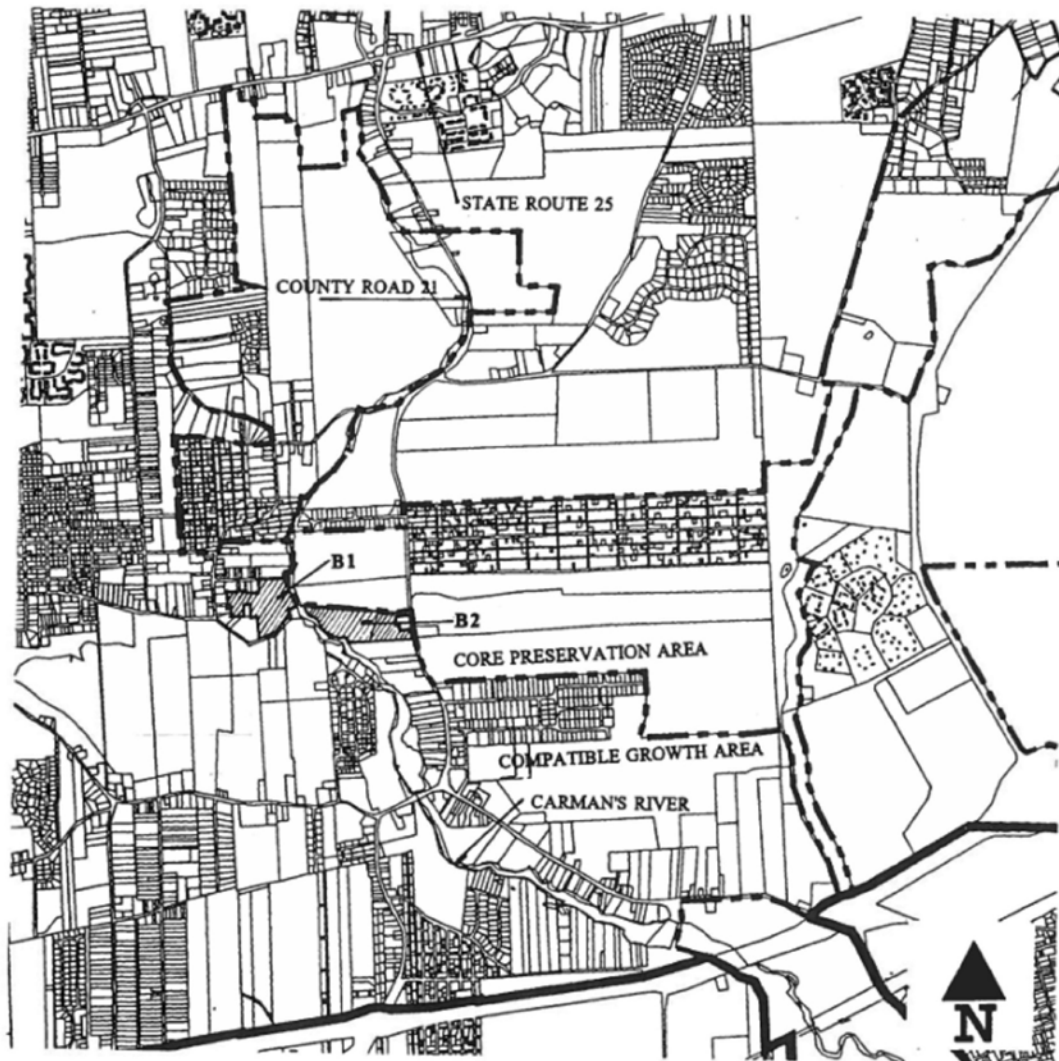 STATE ROUTE 25
COUNTY ROAD 21
B1
B2
CORE PRESERVATION AREA
COMPATIBLE GROWTH AREA
CARMAN'S RIVER
N